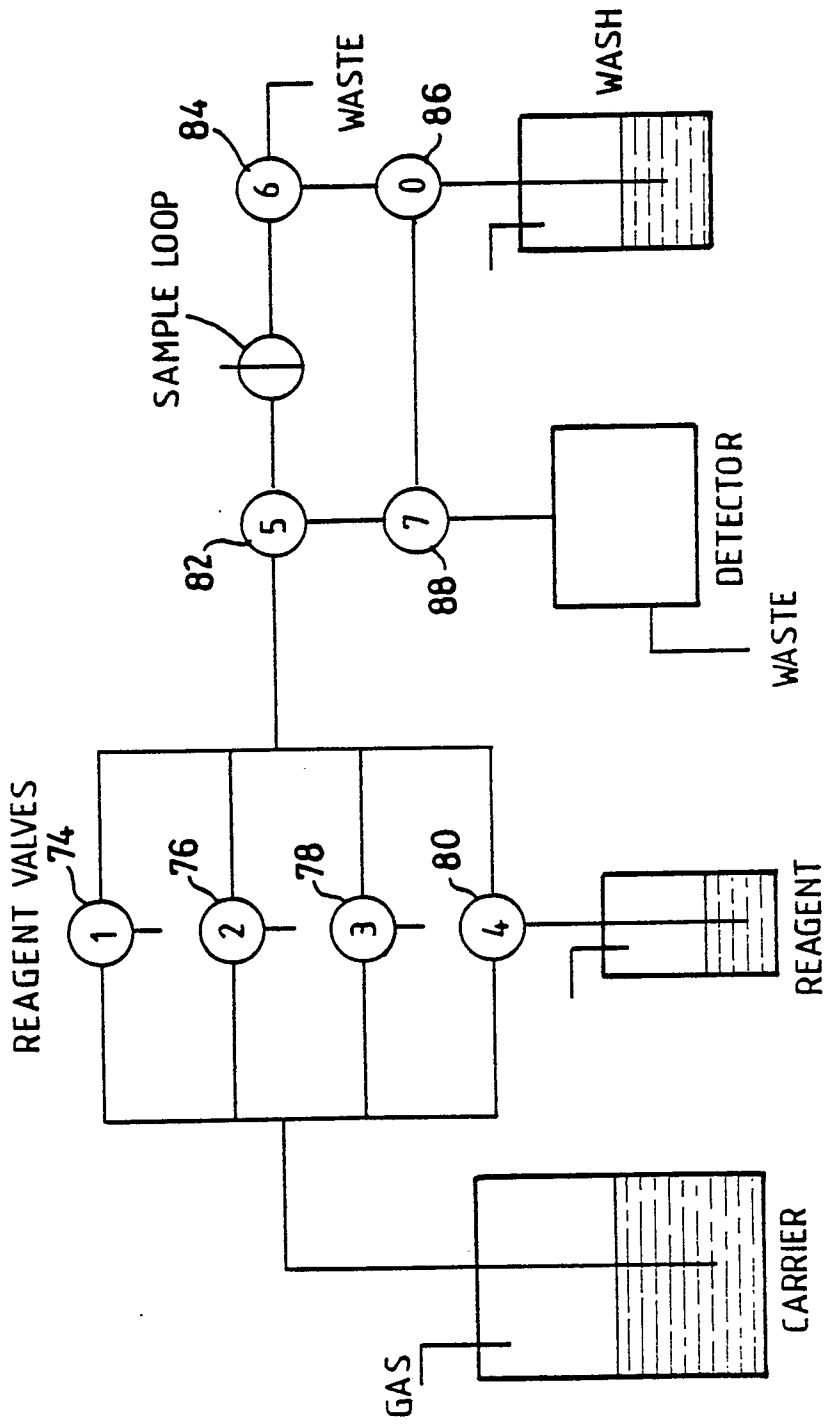 REAGENT VALVES
74
1
76
2
78
3
80
4
GAS
CARRIER
REAGENT
SAMPLE LOOP
82
5
84
6
WASTE
88
7
86
0
DETECTOR
WASTE
WASH